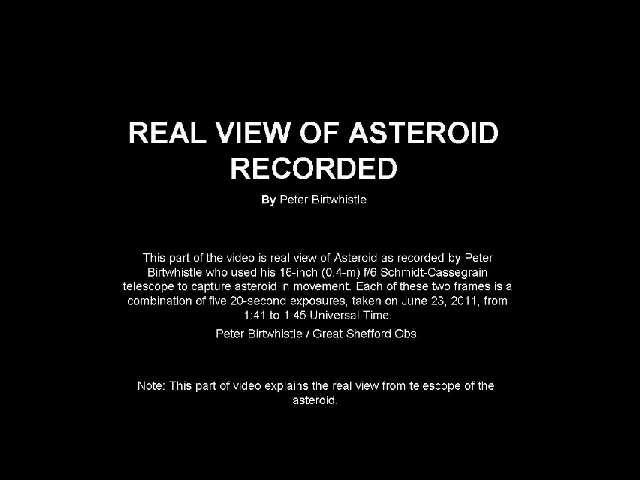 REAL VIEW OF ASTEROID
RECORDED
By Peter Birtwhistle
This part of the video is real view of Asteroid as recorded by Peter
Birtwhistle who used his 16-inch (0.4-m) f/6 Schmidt-Cassegrain
telescope to capture asteroid in movement. Each of these two frames is a
combination of five 20-second exposures, taken on June 23, 2011, from
1:41 to 1:45 Universal Time.
Peter Birtwhistle / Great Shefford Obs
Note: This part of video explains the real view from telescope of the
asteroid.